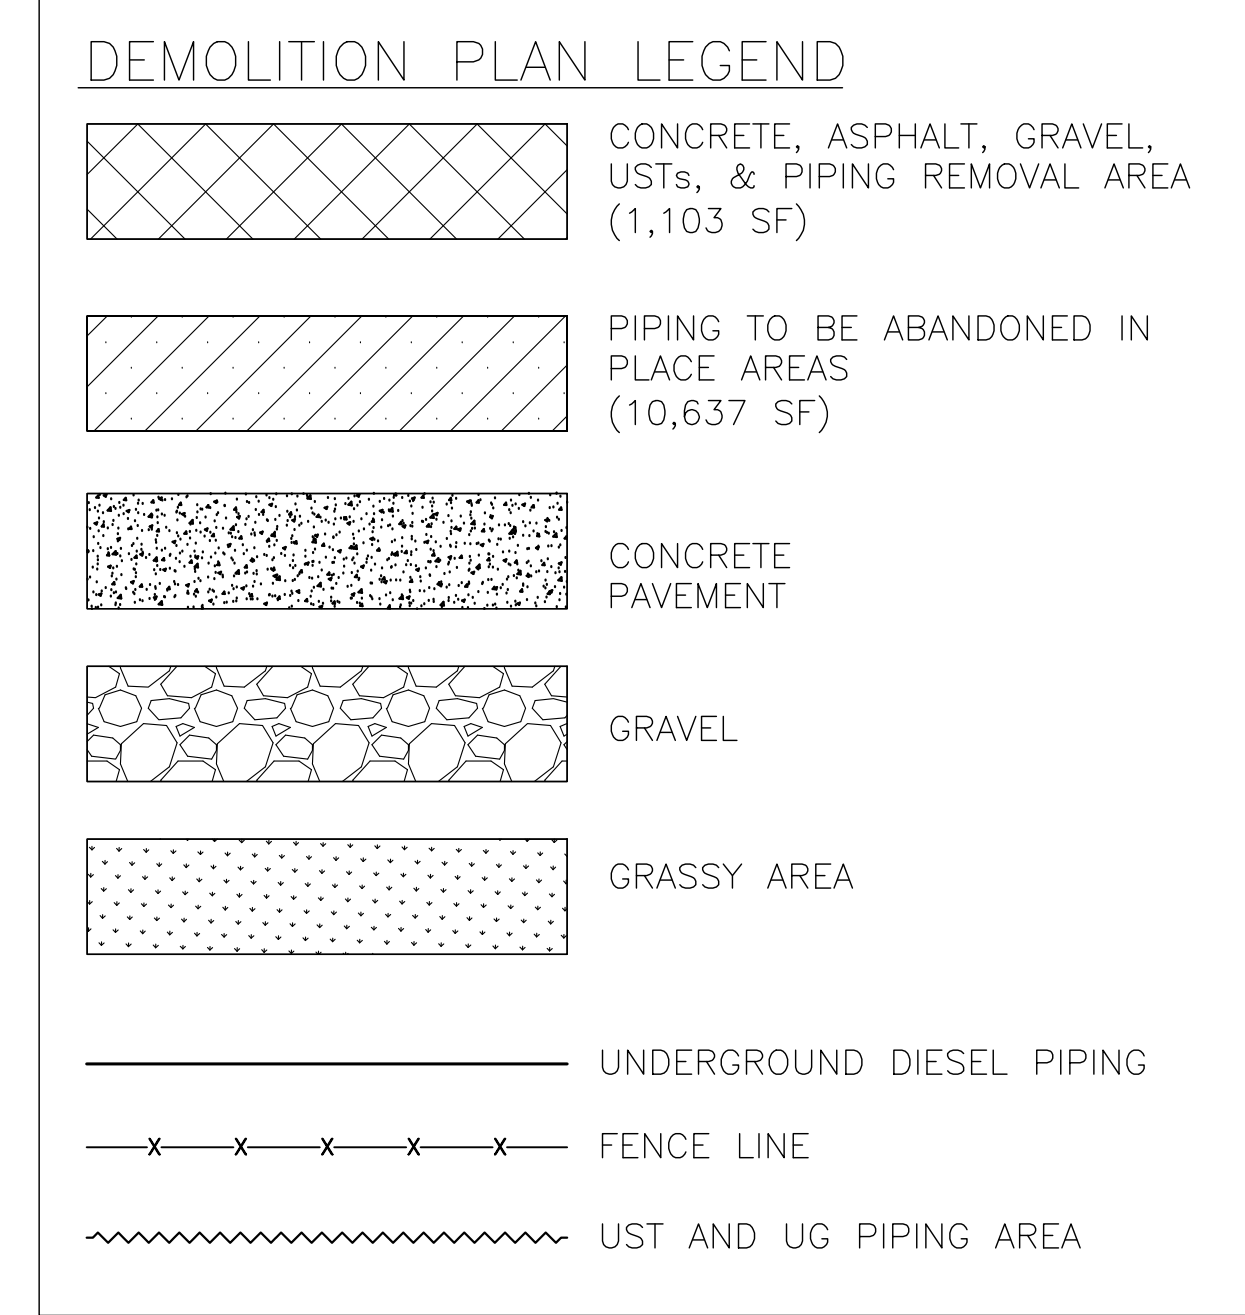 DEMOLITION PLAN LEGEND
CONCRETE, ASPHALT, GRAVEL,
USTs, & PIPING REMOVAL AREA
(1,103 SF)
PIPING TO BE ABANDONED IN
PLACE AREAS
(10,637 SF)
CONCRETE
PAVEMENT
GRAVEL
GRASSY AREA
UNDERGROUND DIESEL PIPING
FENCE LINE
UST AND UG PIPING AREA